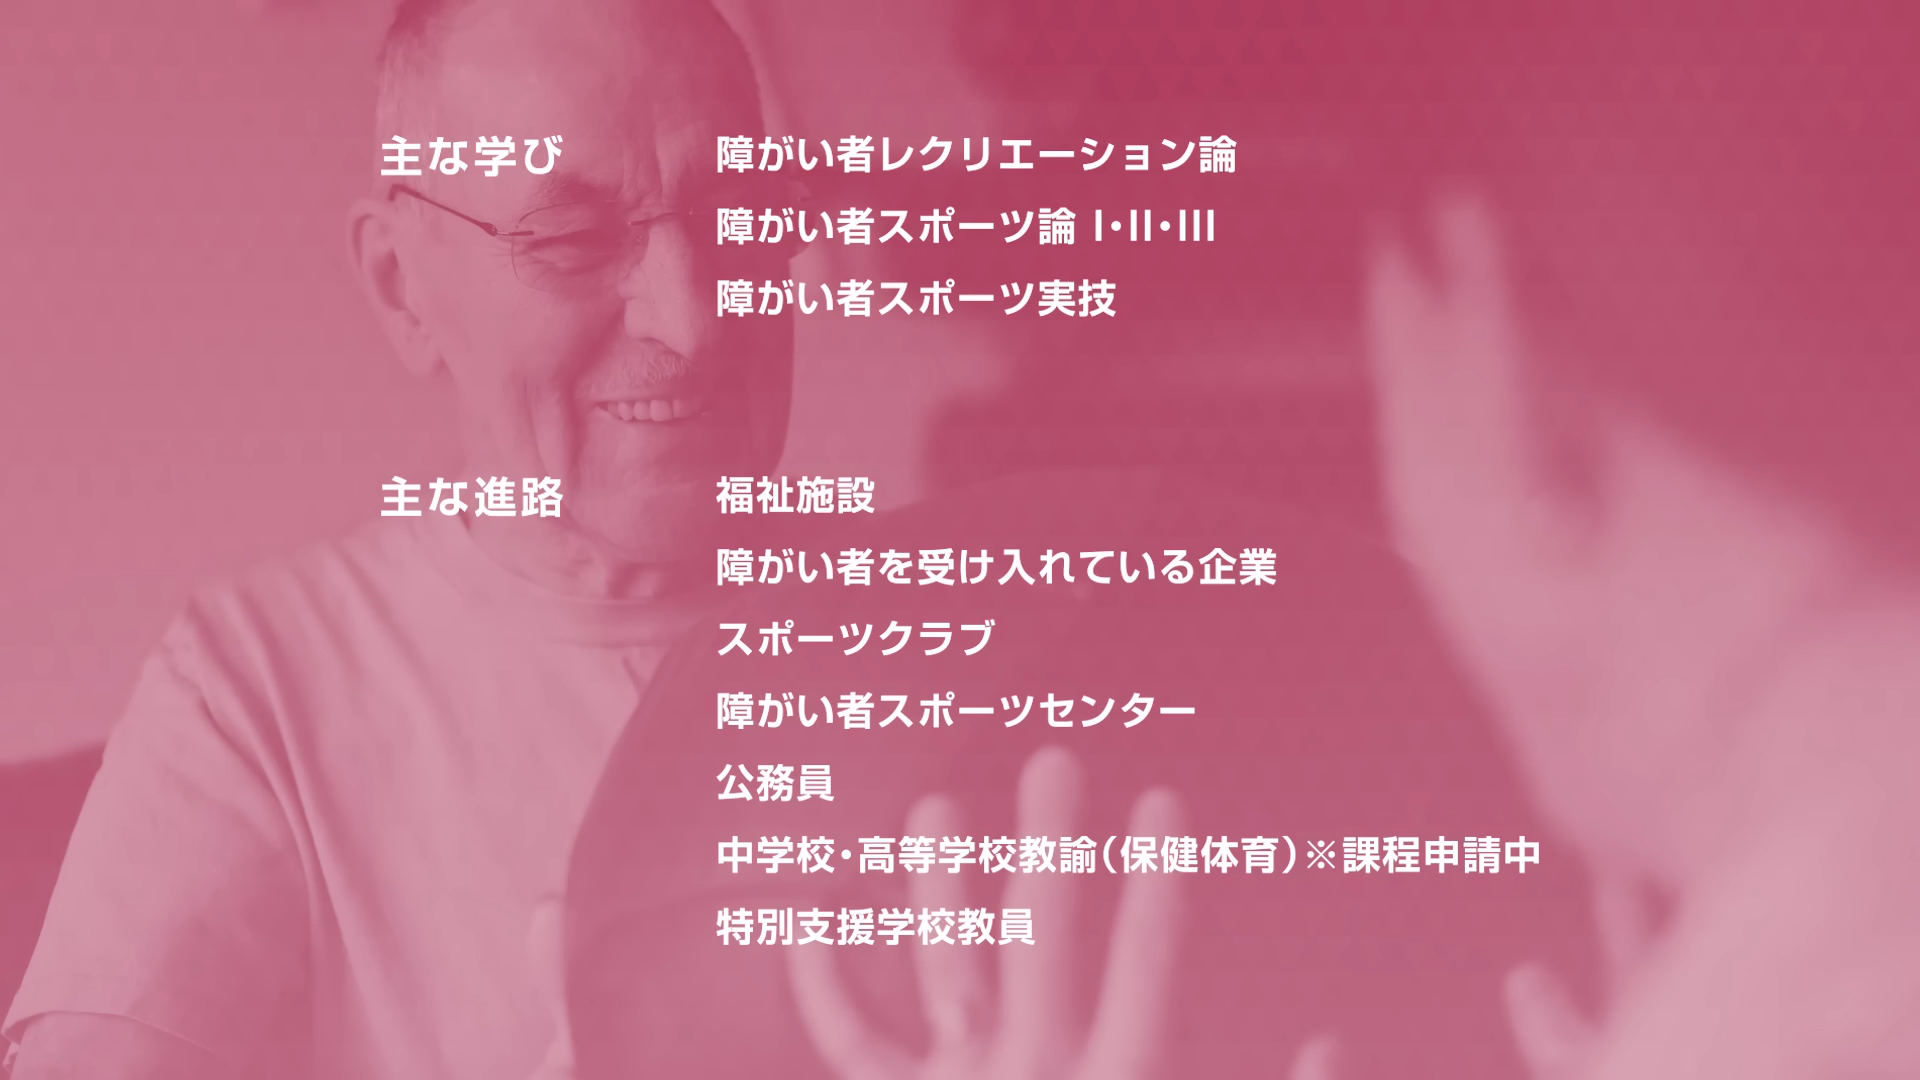 主な学び
障がい者レクリエーション論
障がい者スポーツ論 I・II・III
障がい者スポーツ実技
主な進路
福祉施設
障がい者を受け入れている企業
スポーツクラブ
障がい者スポーツセンター
公務員
中学校・高等学校教諭（保健体育）※課程申請中
特別支援学校教員